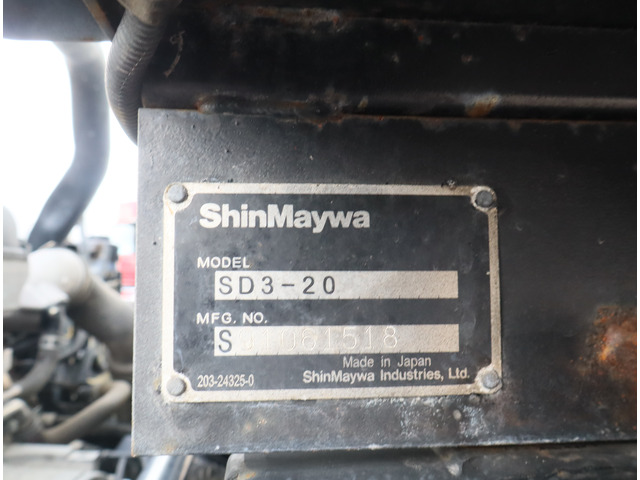 ShinMaywa
MODEL
SD3-20
MFG. NO.
Made in Japan
203-24325-0
ShinMaywa Industries, Ltd.